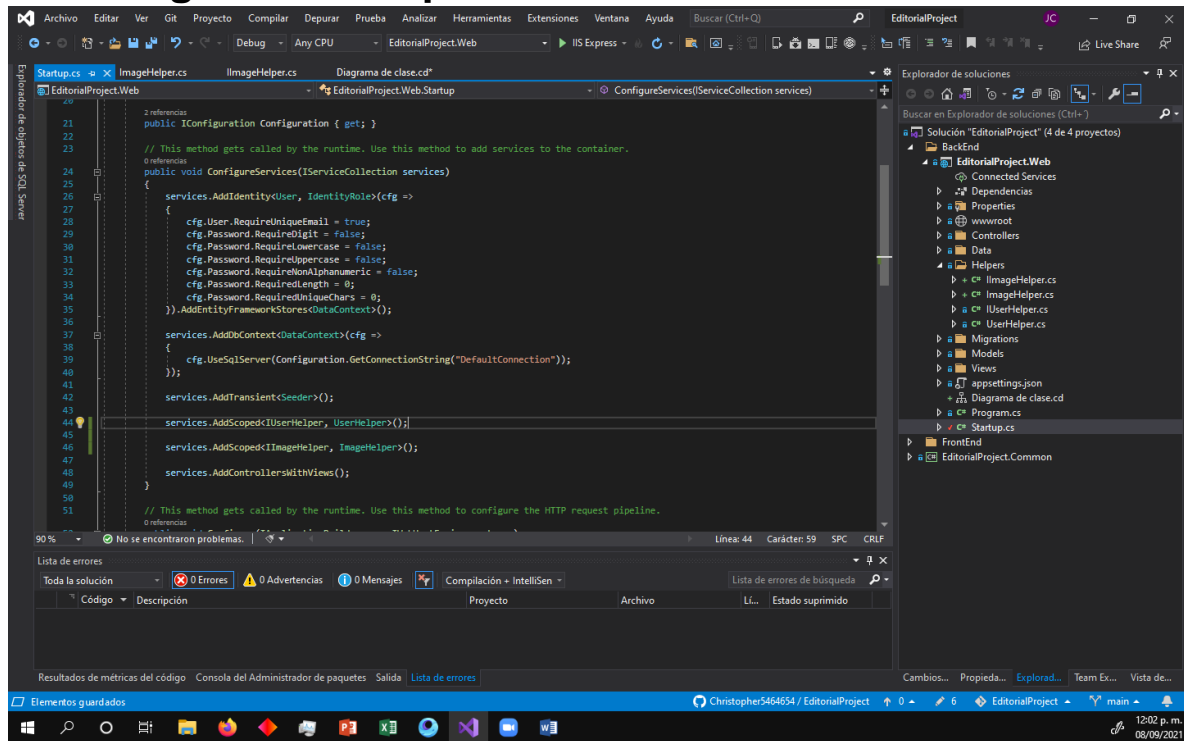 Archivo Editar Ver Git Proyecto Compilar Depurar Prueba Analizar Herramientas Extensiones Ventana Ayuda Buscar (Ctrl+Q) EditorialProject JC
Debug Any CPU EditorialProject.Web IIS Express Live Share
Explorador de objetos de SQL Server
Startup.cs ImageHelper.cs IImageHelper.cs Diagrama de clase.cd*
EditorialProject.Web EditorialProject.Web.Startup ConfigureServices(IServiceCollection services)
20
2 referencias
21 public IConfiguration Configuration { get; }
22
23 // This method gets called by the runtime. Use this method to add services to the container.
0 referencias
24 public void ConfigureServices(IServiceCollection services)
25 {
26 services.AddIdentity<User, IdentityRole>(cfg =>
27 {
28 cfg.User.RequireUniqueEmail = true;
29 cfg.Password.RequireDigit = false;
30 cfg.Password.RequireLowercase = false;
31 cfg.Password.RequireUppercase = false;
32 cfg.Password.RequireNonAlphanumeric = false;
33 cfg.Password.RequiredLength = 0;
34 cfg.Password.RequiredUniqueChars = 0;
35 }).AddEntityFrameworkStores<DataContext>();
36
37 services.AddDbContext<DataContext>(cfg =>
38 {
39 cfg.UseSqlServer(Configuration.GetConnectionString("DefaultConnection"));
40 });
41
42 services.AddTransient<Seeder>();
43
44 services.AddScoped<IUserHelper, UserHelper>();
45
46 services.AddScoped<IImageHelper, ImageHelper>();
47
48 services.AddControllersWithViews();
49 }
50
51 // This method gets called by the runtime. Use this method to configure the HTTP request pipeline.
0 referencias
90 % No se encontraron problemas. Línea: 44 Carácter: 59 SPC CRLF
Lista de errores
Toda la solución 0 Errores 0 Advertencias 0 Mensajes Compilación + IntelliSen Lista de errores de búsqueda
Código Descripción Proyecto Archivo Lí... Estado suprimido
Resultados de métricas del código Consola del Administrador de paquetes Salida Lista de errores
Explorador de soluciones
Buscar en Explorador de soluciones (Ctrl+´)
Solución "EditorialProject" (4 de 4 proyectos)
BackEnd
EditorialProject.Web
Connected Services
Dependencias
Properties
wwwroot
Controllers
Data
Helpers
C# IImageHelper.cs
C# ImageHelper.cs
C# IUserHelper.cs
C# UserHelper.cs
Migrations
Models
Views
appsettings.json
Diagrama de clase.cd
C# Program.cs
C# Startup.cs
FrontEnd
C# EditorialProject.Common
Cambios... Propieda... Explorad... Team Ex... Vista de...
Elementos guardados Christopher5464654 / EditorialProject 0 6 EditorialProject main
12:02 p. m.
08/09/2021